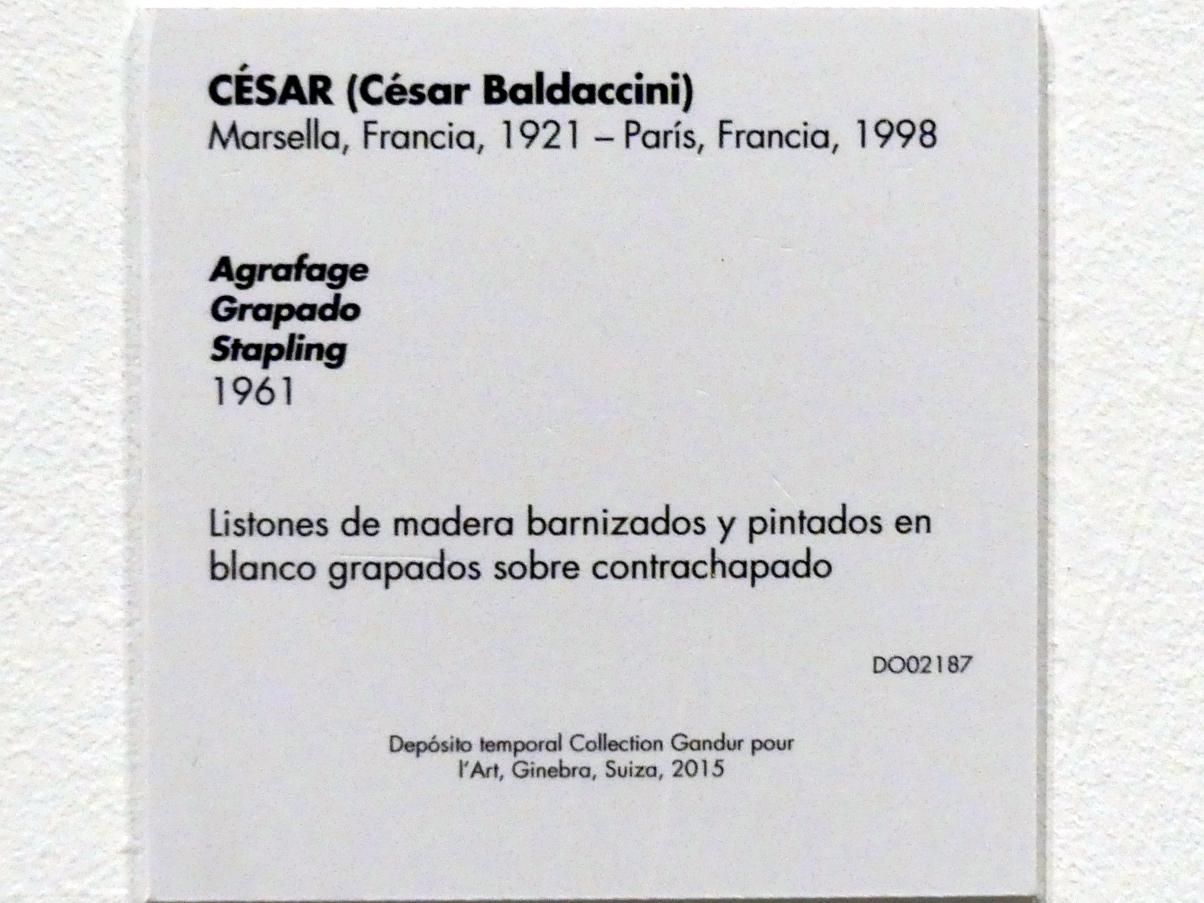 CÉSAR (César Baldaccini)
Marsella, Francia, 1921 – París, Francia, 1998
Agrafage
Grapado
Stapling
1961
Listones de madera barnizados y pintados en
blanco grapados sobre contrachapado
DO02187
Depósito temporal Collection Gandur pour
l'Art, Ginebra, Suiza, 2015